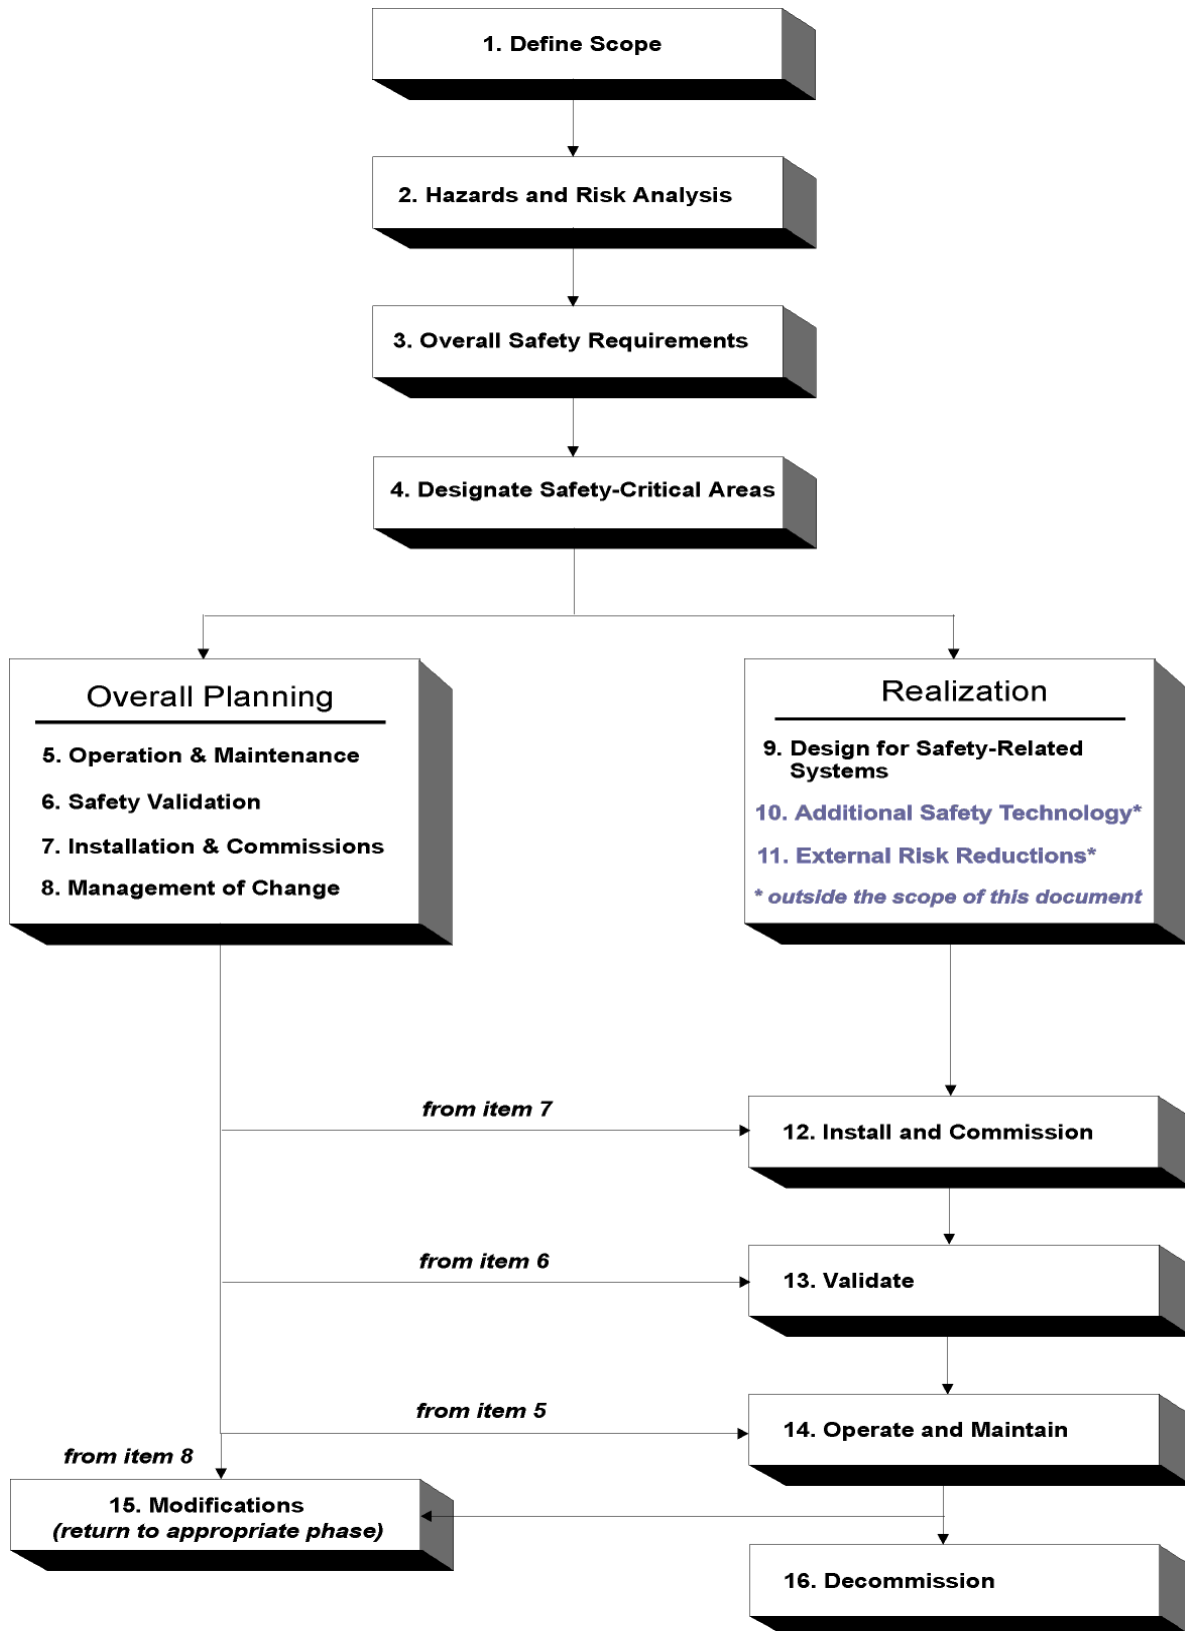 1. Define Scope
2. Hazards and Risk Analysis
3. Overall Safety Requirements
4. Designate Safety-Critical Areas
Overall Planning
5. Operation & Maintenance
6. Safety Validation
7. Installation & Commissions
8. Management of Change
Realization
9. Design for Safety-Related
Systems
10. Additional Safety Technology*
11. External Risk Reductions*
* outside the scope of this document
from item 7
12. Install and Commission
from item 6
13. Validate
from item 5
14. Operate and Maintain
from item 8
15. Modifications
(return to appropriate phase)
16. Decommission